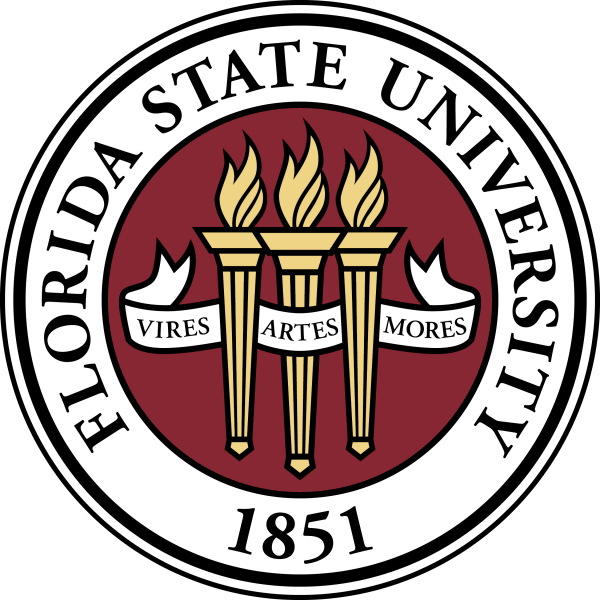 FLORIDA STATE UNIVERSITY
VIRES ARTES MORES
1851